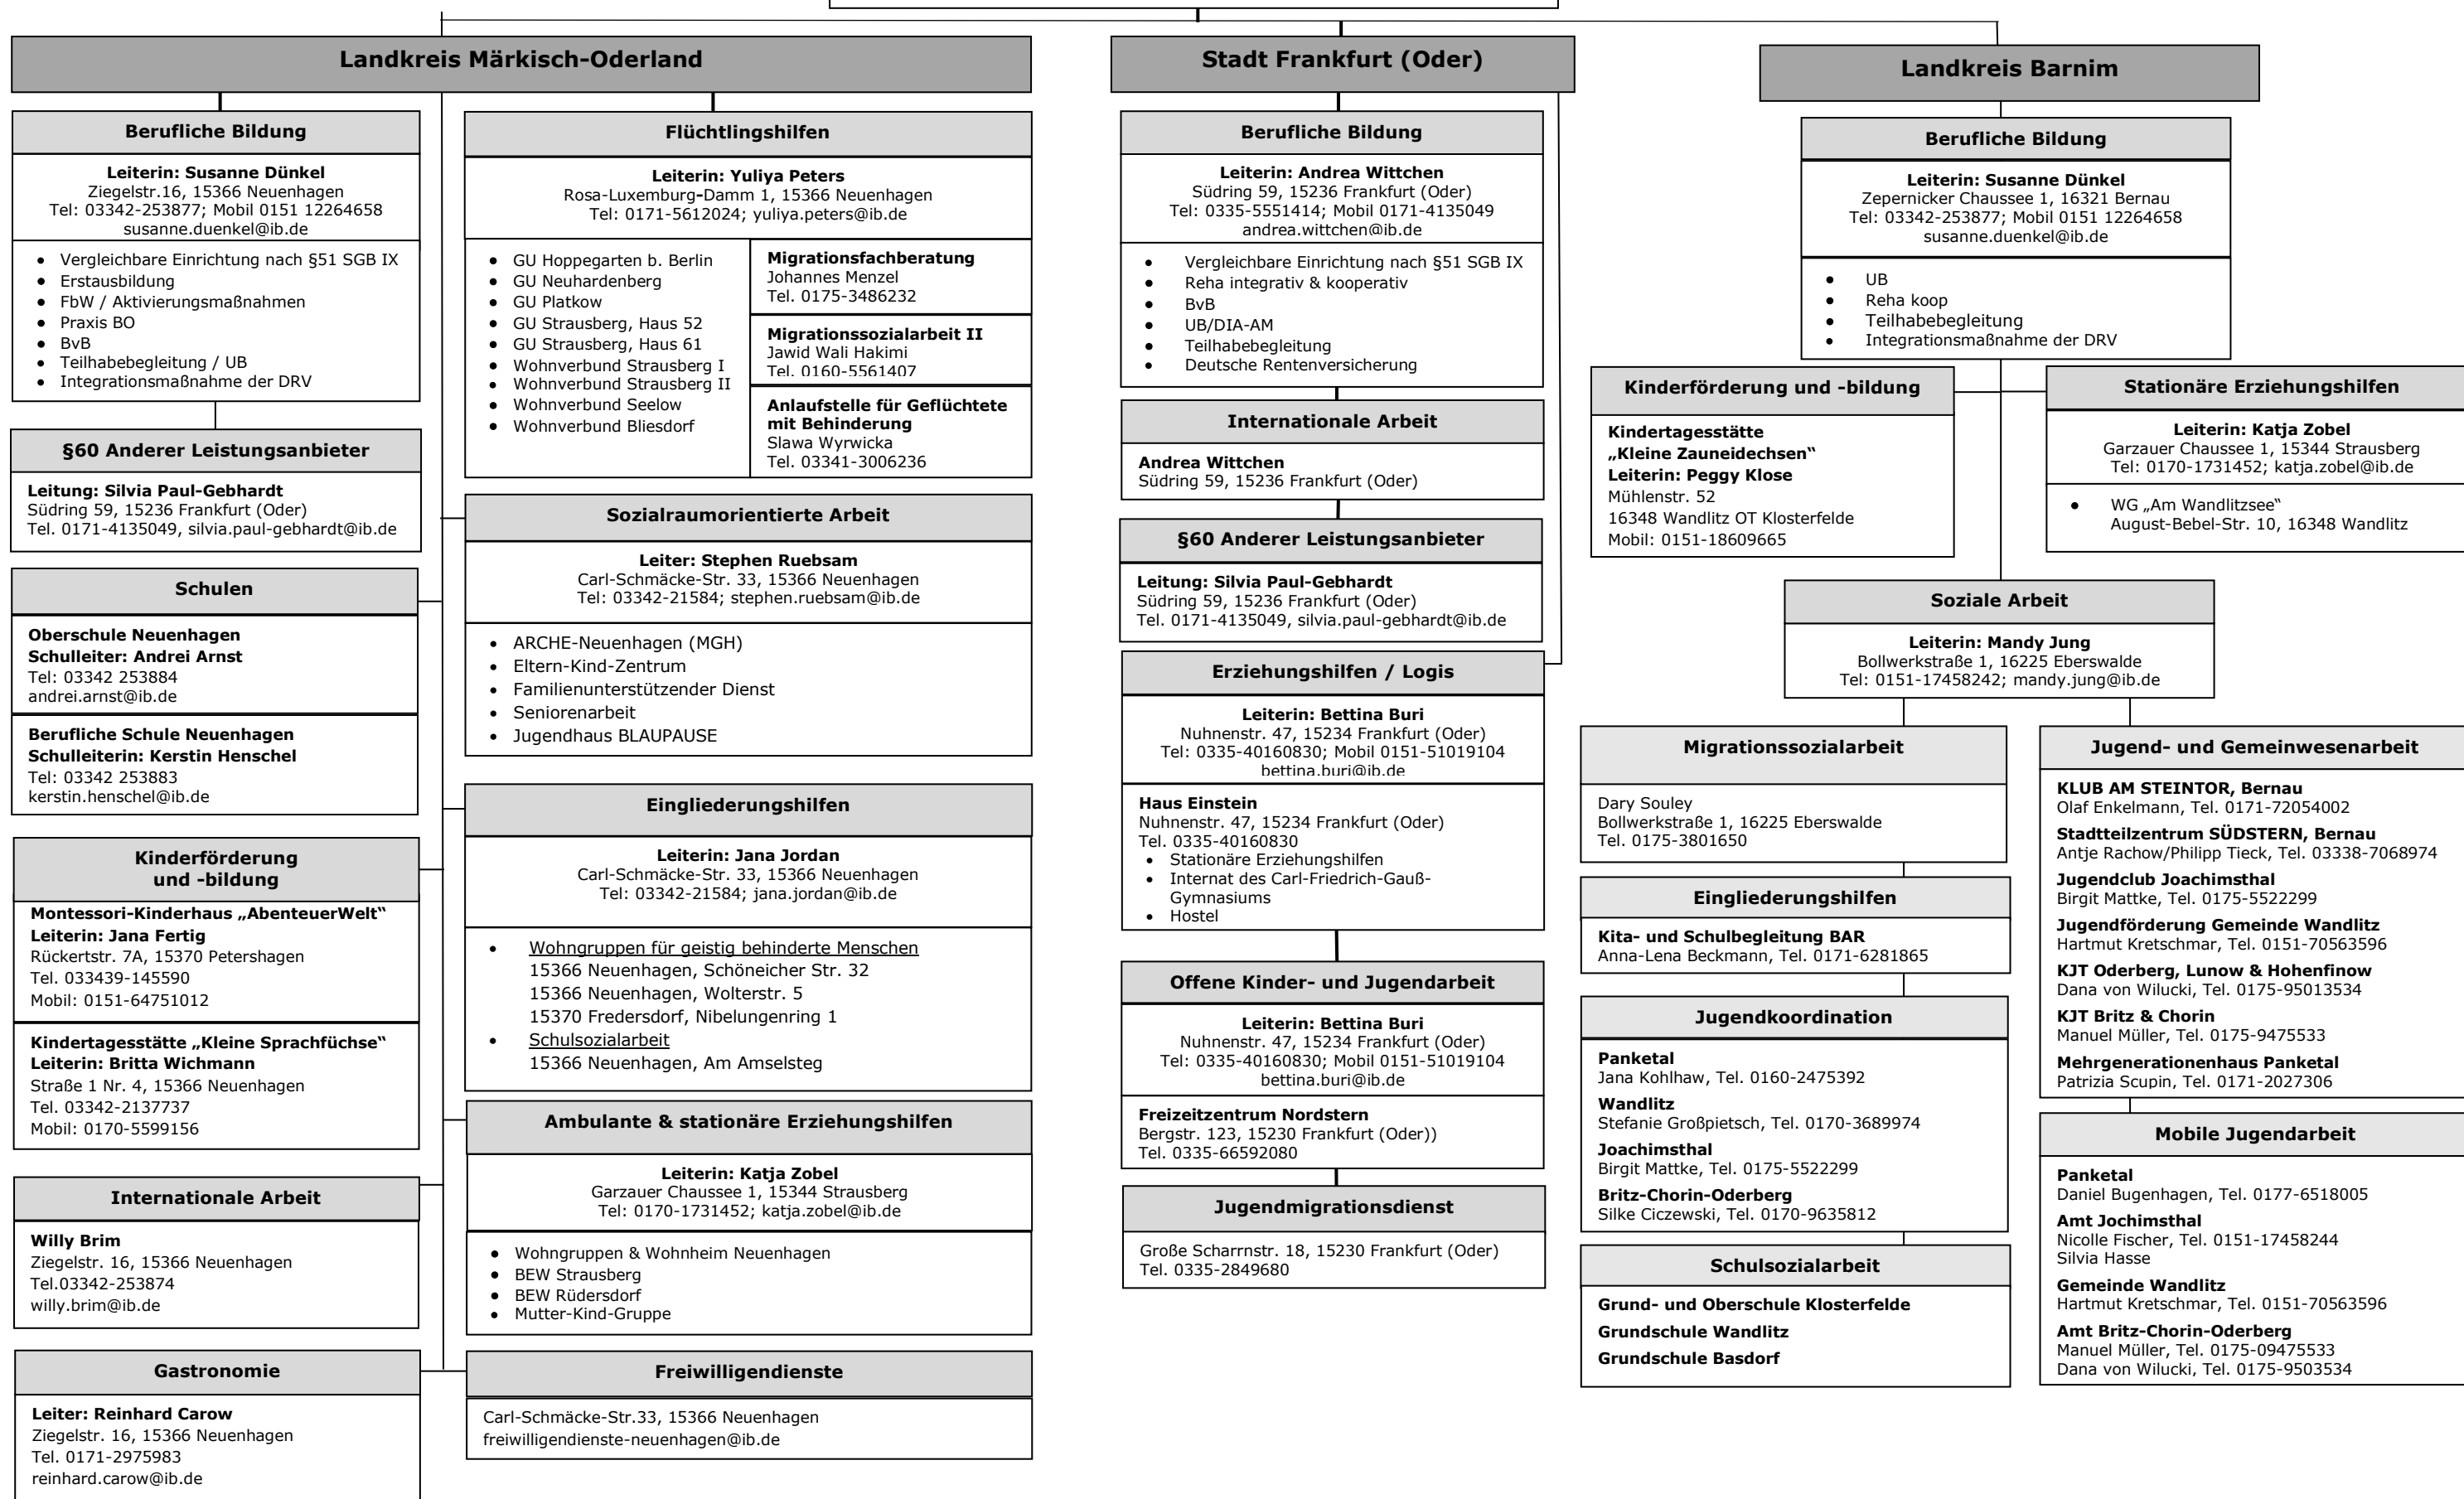 Landkreis Märkisch-Oderland
Berufliche Bildung
Leiterin: Susanne Dünkel
Ziegelstr.16, 15366 Neuenhagen
Tel: 03342-253877; Mobil 0151 12264658
susanne.duenkel@ib.de
• Vergleichbare Einrichtung nach §51 SGB IX
• Erstausbildung
• FbW / Aktivierungsmaßnahmen
• Praxis BO
• BvB
• Teilhabebegleitung / UB
• Integrationsmaßnahme der DRV
§60 Anderer Leistungsanbieter
Leitung: Silvia Paul-Gebhardt
Südring 59, 15236 Frankfurt (Oder)
Tel. 0171-4135049, silvia.paul-gebhardt@ib.de
Schulen
Oberschule Neuenhagen
Schulleiter: Andrei Arnst
Tel: 03342 253884
andrei.arnst@ib.de
Berufliche Schule Neuenhagen
Schulleiterin: Kerstin Henschel
Tel: 03342 253883
kerstin.henschel@ib.de
Kinderförderung
und -bildung
Montessori-Kinderhaus „AbenteuerWelt“
Leiterin: Jana Fertig
Rückertstr. 7A, 15370 Petershagen
Tel. 033439-145590
Mobil: 0151-64751012
Kindertagesstätte „Kleine Sprachfüchse“
Leiterin: Britta Wichmann
Straße 1 Nr. 4, 15366 Neuenhagen
Tel. 03342-2137737
Mobil: 0170-5599156
Internationale Arbeit
Willy Brim
Ziegelstr. 16, 15366 Neuenhagen
Tel.03342-253874
willy.brim@ib.de
Gastronomie
Leiter: Reinhard Carow
Ziegelstr. 16, 15366 Neuenhagen
Tel. 0171-2975983
reinhard.carow@ib.de
Flüchtlingshilfen
Leiterin: Yuliya Peters
Rosa-Luxemburg-Damm 1, 15366 Neuenhagen
Tel: 0171-5612024; yuliya.peters@ib.de
• GU Hoppegarten b. Berlin
• GU Neuhardenberg
• GU Platkow
• GU Strausberg, Haus 52
• GU Strausberg, Haus 61
• Wohnverbund Strausberg I
• Wohnverbund Strausberg II
• Wohnverbund Seelow
• Wohnverbund Bliesdorf
Migrationsfachberatung
Johannes Menzel
Tel. 0175-3486232
Migrationssozialarbeit II
Jawid Wali Hakimi
Tel. 0160-5561407
Anlaufstelle für Geflüchtete
mit Behinderung
Slawa Wyrwicka
Tel. 03341-3006236
Sozialraumorientierte Arbeit
Leiter: Stephen Ruebsam
Carl-Schmäcke-Str. 33, 15366 Neuenhagen
Tel: 03342-21584; stephen.ruebsam@ib.de
• ARCHE-Neuenhagen (MGH)
• Eltern-Kind-Zentrum
• Familienunterstützender Dienst
• Seniorenarbeit
• Jugendhaus BLAUPAUSE
Eingliederungshilfen
Leiterin: Jana Jordan
Carl-Schmäcke-Str. 33, 15366 Neuenhagen
Tel: 03342-21584; jana.jordan@ib.de
• Wohngruppen für geistig behinderte Menschen
15366 Neuenhagen, Schöneicher Str. 32
15366 Neuenhagen, Wolterstr. 5
15370 Fredersdorf, Nibelungenring 1
• Schulsozialarbeit
15366 Neuenhagen, Am Amselsteg
Ambulante & stationäre Erziehungshilfen
Leiterin: Katja Zobel
Garzauer Chaussee 1, 15344 Strausberg
Tel: 0170-1731452; katja.zobel@ib.de
• Wohngruppen & Wohnheim Neuenhagen
• BEW Strausberg
• BEW Rüdersdorf
• Mutter-Kind-Gruppe
Freiwilligendienste
Carl-Schmäcke-Str.33, 15366 Neuenhagen
freiwilligendienste-neuenhagen@ib.de
Stadt Frankfurt (Oder)
Berufliche Bildung
Leiterin: Andrea Wittchen
Südring 59, 15236 Frankfurt (Oder)
Tel: 0335-5551414; Mobil 0171-4135049
andrea.wittchen@ib.de
• Vergleichbare Einrichtung nach §51 SGB IX
• Reha integrativ & kooperativ
• BvB
• UB/DIA-AM
• Teilhabebegleitung
• Deutsche Rentenversicherung
Internationale Arbeit
Andrea Wittchen
Südring 59, 15236 Frankfurt (Oder)
§60 Anderer Leistungsanbieter
Leitung: Silvia Paul-Gebhardt
Südring 59, 15236 Frankfurt (Oder)
Tel. 0171-4135049, silvia.paul-gebhardt@ib.de
Erziehungshilfen / Logis
Leiterin: Bettina Buri
Nuhnenstr. 47, 15234 Frankfurt (Oder)
Tel: 0335-40160830; Mobil 0151-51019104
bettina.buri@ib.de
Haus Einstein
Nuhnenstr. 47, 15234 Frankfurt (Oder)
Tel. 0335-40160830
• Stationäre Erziehungshilfen
• Internat des Carl-Friedrich-Gauß-
Gymnasiums
• Hostel
Offene Kinder- und Jugendarbeit
Leiterin: Bettina Buri
Nuhnenstr. 47, 15234 Frankfurt (Oder)
Tel: 0335-40160830; Mobil 0151-51019104
bettina.buri@ib.de
Freizeitzentrum Nordstern
Bergstr. 123, 15230 Frankfurt (Oder))
Tel. 0335-66592080
Jugendmigrationsdienst
Große Scharrnstr. 18, 15230 Frankfurt (Oder)
Tel. 0335-2849680
Landkreis Barnim
Berufliche Bildung
Leiterin: Susanne Dünkel
Zepernicker Chaussee 1, 16321 Bernau
Tel: 03342-253877; Mobil 0151 12264658
susanne.duenkel@ib.de
• UB
• Reha koop
• Teilhabebegleitung
• Integrationsmaßnahme der DRV
Kinderförderung und -bildung
Kindertagesstätte
„Kleine Zauneidechsen“
Leiterin: Peggy Klose
Mühlenstr. 52
16348 Wandlitz OT Klosterfelde
Mobil: 0151-18609665
Stationäre Erziehungshilfen
Leiterin: Katja Zobel
Garzauer Chaussee 1, 15344 Strausberg
Tel: 0170-1731452; katja.zobel@ib.de
• WG „Am Wandlitzsee“
August-Bebel-Str. 10, 16348 Wandlitz
Soziale Arbeit
Leiterin: Mandy Jung
Bollwerkstraße 1, 16225 Eberswalde
Tel: 0151-17458242; mandy.jung@ib.de
Migrationssozialarbeit
Dary Souley
Bollwerkstraße 1, 16225 Eberswalde
Tel. 0175-3801650
Eingliederungshilfen
Kita- und Schulbegleitung BAR
Anna-Lena Beckmann, Tel. 0171-6281865
Jugendkoordination
Panketal
Jana Kohlhaw, Tel. 0160-2475392
Wandlitz
Stefanie Großpietsch, Tel. 0170-3689974
Joachimsthal
Birgit Mattke, Tel. 0175-5522299
Britz-Chorin-Oderberg
Silke Ciczewski, Tel. 0170-9635812
Schulsozialarbeit
Grund- und Oberschule Klosterfelde
Grundschule Wandlitz
Grundschule Basdorf
Jugend- und Gemeinwesenarbeit
KLUB AM STEINTOR, Bernau
Olaf Enkelmann, Tel. 0171-72054002
Stadtteilzentrum SÜDSTERN, Bernau
Antje Rachow/Philipp Tieck, Tel. 03338-7068974
Jugendclub Joachimsthal
Birgit Mattke, Tel. 0175-5522299
Jugendförderung Gemeinde Wandlitz
Hartmut Kretschmar, Tel. 0151-70563596
KJT Oderberg, Lunow & Hohenfinow
Dana von Wilucki, Tel. 0175-95013534
KJT Britz & Chorin
Manuel Müller, Tel. 0175-9475533
Mehrgenerationenhaus Panketal
Patrizia Scupin, Tel. 0171-2027306
Mobile Jugendarbeit
Panketal
Daniel Bugenhagen, Tel. 0177-6518005
Amt Jochimsthal
Nicolle Fischer, Tel. 0151-17458244
Silvia Hasse
Gemeinde Wandlitz
Hartmut Kretschmar, Tel. 0151-70563596
Amt Britz-Chorin-Oderberg
Manuel Müller, Tel. 0175-09475533
Dana von Wilucki, Tel. 0175-9503534